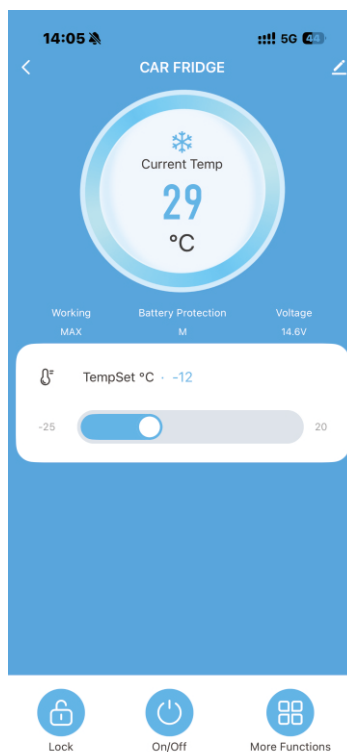 14:05
5G 44
CAR FRIDGE
Current Temp
29
°C
Working Battery Protection Voltage
MAX M 14.6V
TempSet °C · -12
-25 20
Lock On/Off More Functions